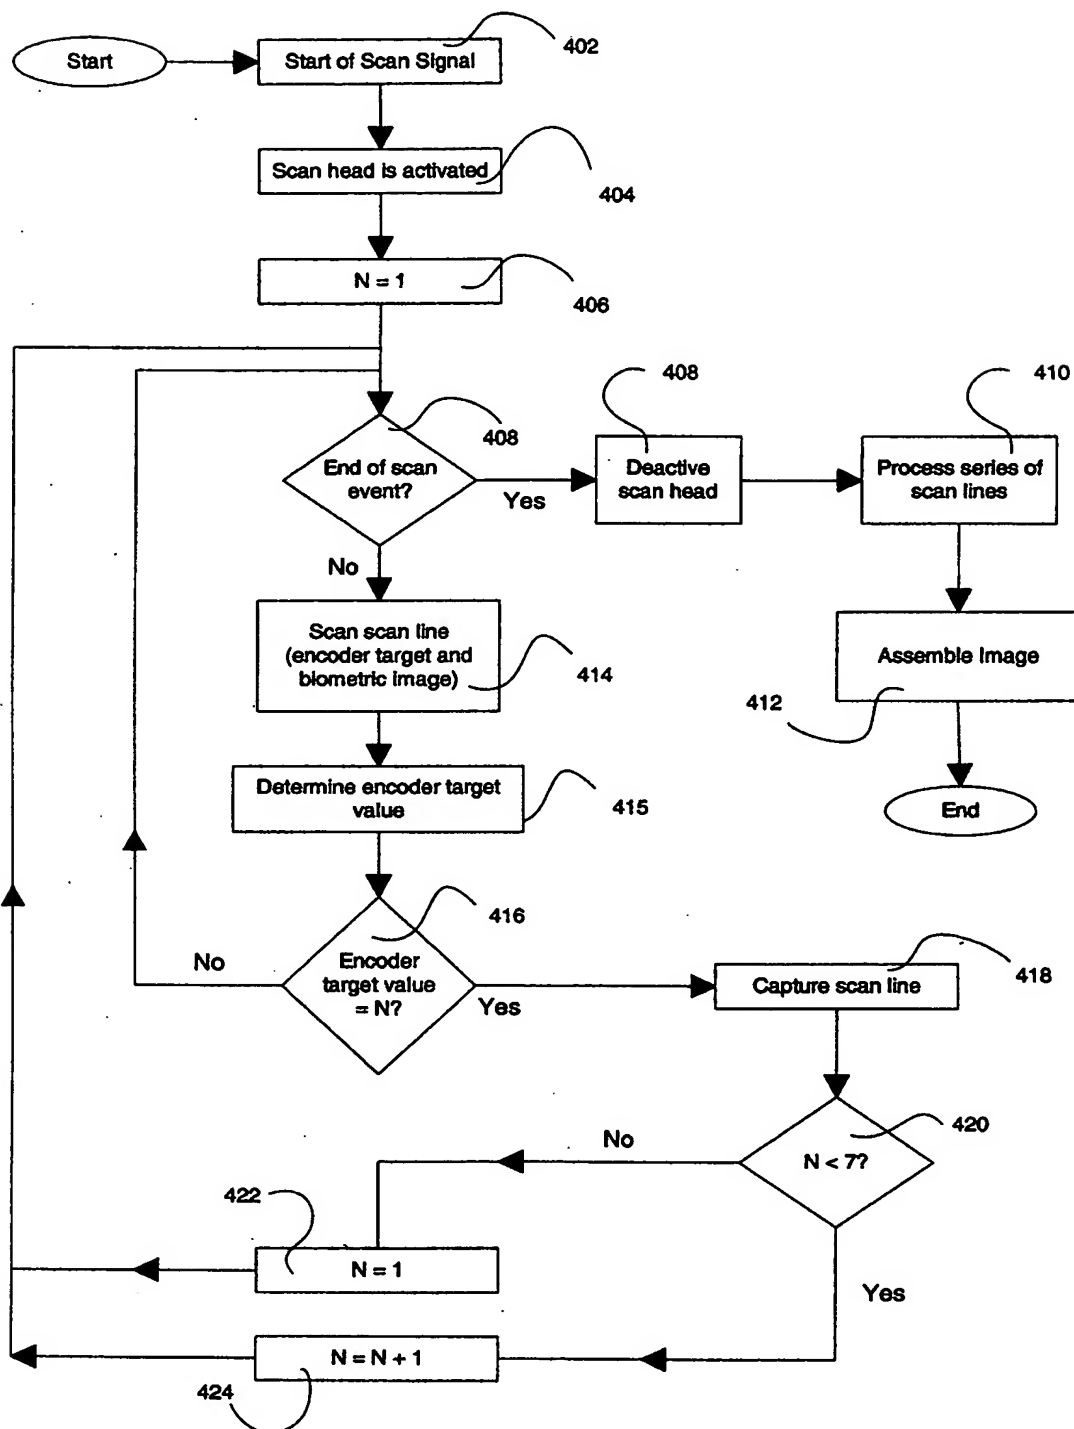 Start
Start of Scan Signal
402
Scan head is activated
404
N = 1
406
End of scan
event?
408
Yes
No
Deactive
scan head
408
Process series of
scan lines
410
Assemble Image
412
End
Scan scan line
(encoder target and
biometric image)
414
Determine encoder target
value
415
Encoder
target value
= N?
416
No
Yes
Capture scan line
418
N < 7?
420
No
Yes
N = 1
422
N = N + 1
424